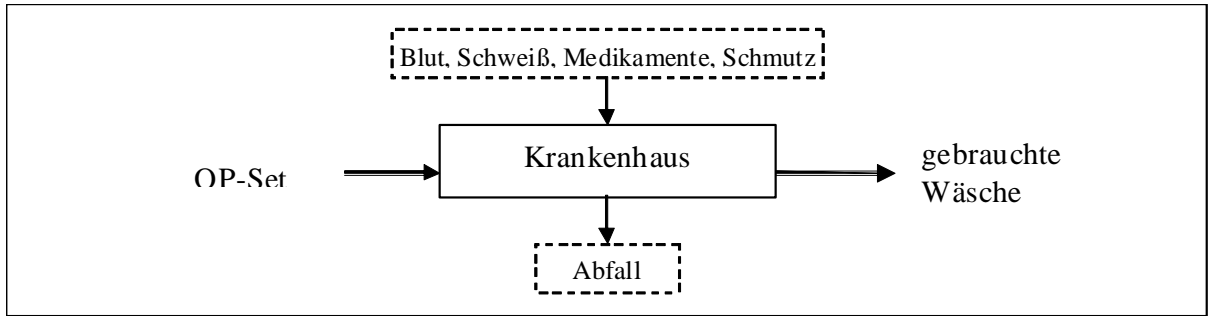 Blut, Schweiß, Medikamente, Schmutz
Krankenhaus
OP-Set
gebrauchte
Wäsche
Abfall